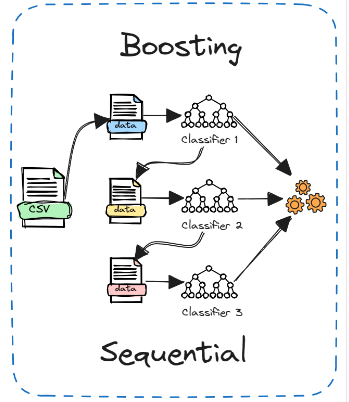 Boosting
data
Classifier 1
CSV
data
Classifier 2
data
Classifier 3
Sequential